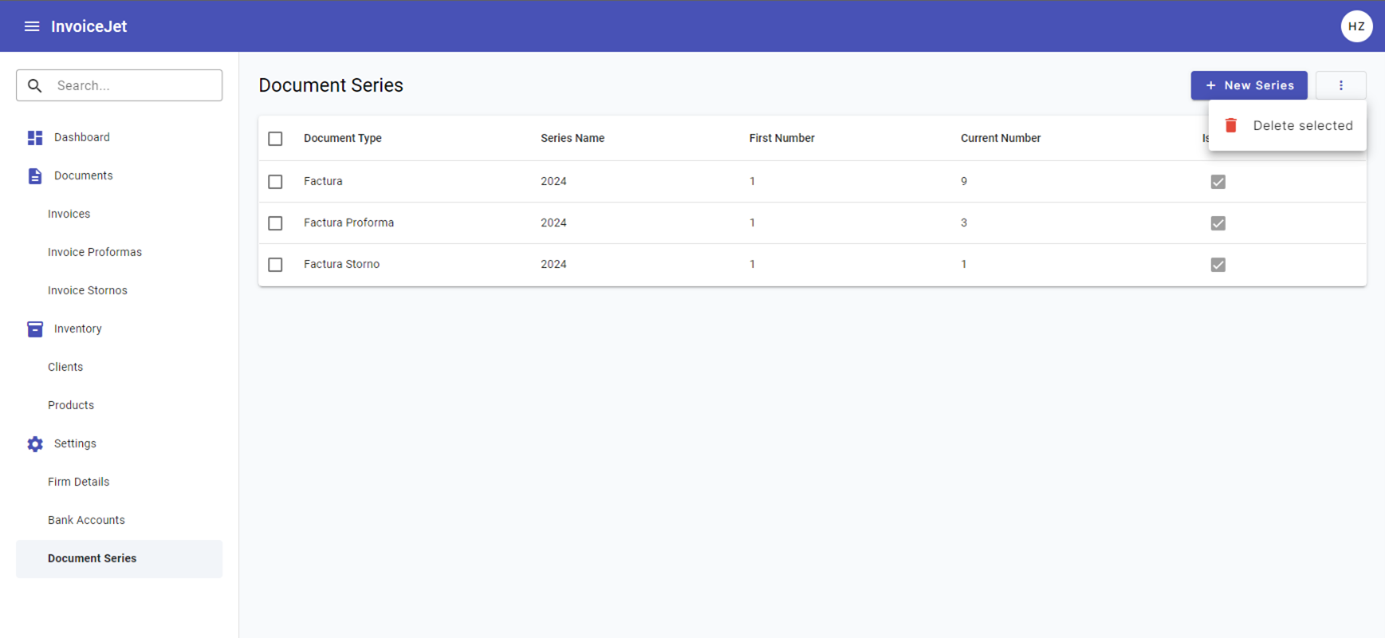 InvoiceJet
HZ
Search...
Dashboard
Documents
Invoices
Invoice Proformas
Invoice Stornos
Inventory
Clients
Products
Settings
Firm Details
Bank Accounts
Document Series
Document Series
+ New Series
Delete selected
Document Type Series Name First Number Current Number
Factura 2024 1 9
Factura Proforma 2024 1 3
Factura Storno 2024 1 1